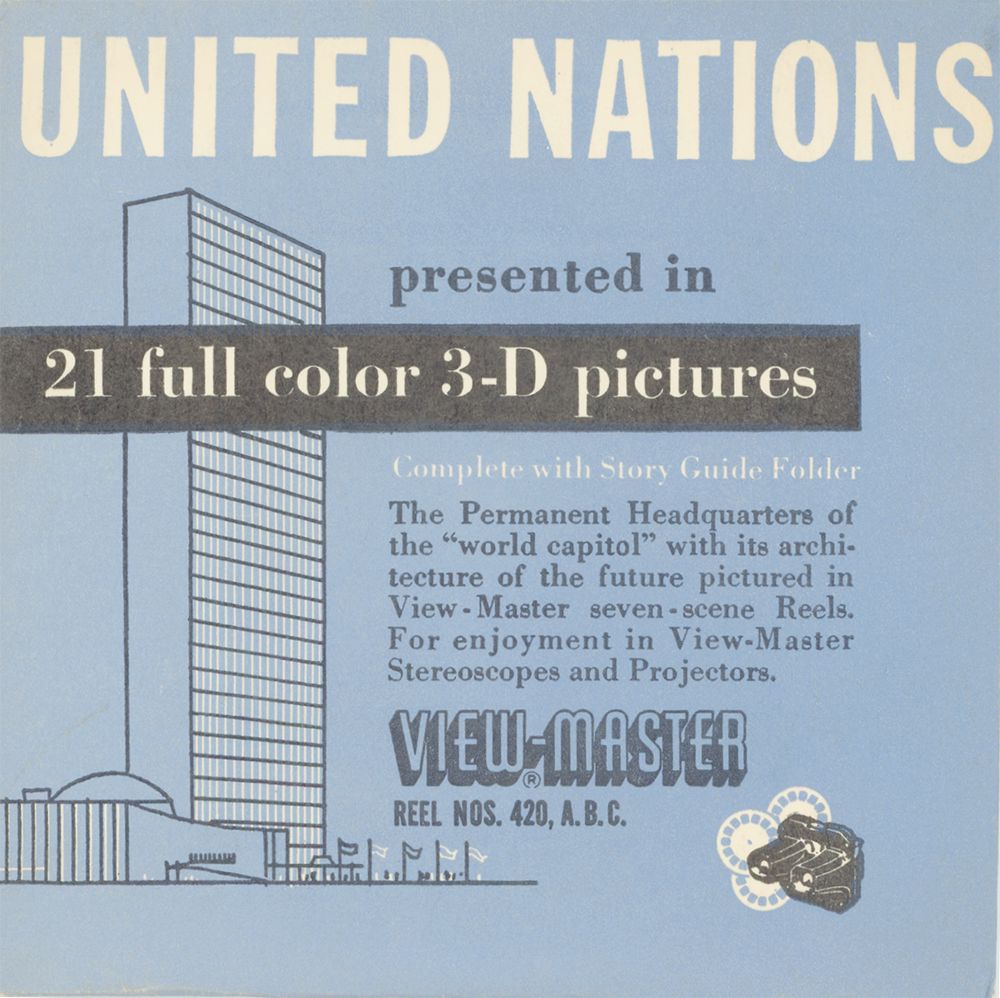 UNITED NATIONS
presented in
21 full color 3-D pictures
Complete with Story Guide Folder
The Permanent Headquarters of
the “world capitol” with its archi-
tecture of the future pictured in
View-Master seven-scene Reels.
For enjoyment in View-Master
Stereoscopes and Projectors.
VIEW-MASTER
®
REEL NOS. 420, A.B.C.